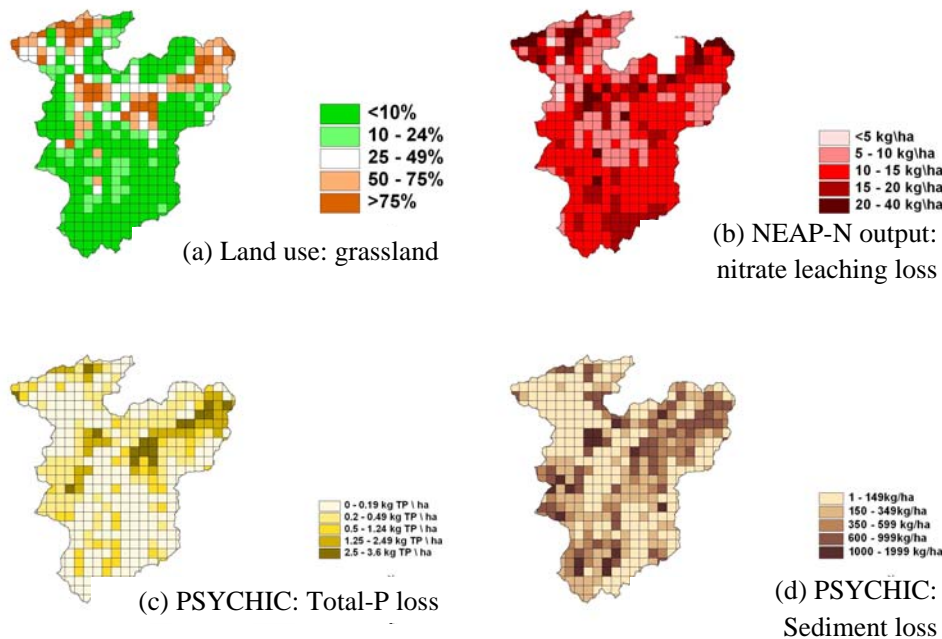 <10%
10 - 24%
25 - 49%
50 - 75%
>75%
(a) Land use: grassland
<5 kg\ha
5 - 10 kg\ha
10 - 15 kg\ha
15 - 20 kg\ha
20 - 40 kg\ha
(b) NEAP-N output:
nitrate leaching loss
0 - 0.19 kg TP \ ha
0.2 - 0.49 kg TP \ ha
0.5 - 1.24 kg TP \ ha
1.25 - 2.49 kg TP \ ha
2.5 - 3.6 kg TP \ ha
(c) PSYCHIC: Total-P loss
1 - 149kg/ha
150 - 349kg/ha
350 - 599 kg/ha
600 - 999kg/ha
1000 - 1999 kg/ha
(d) PSYCHIC:
Sediment loss